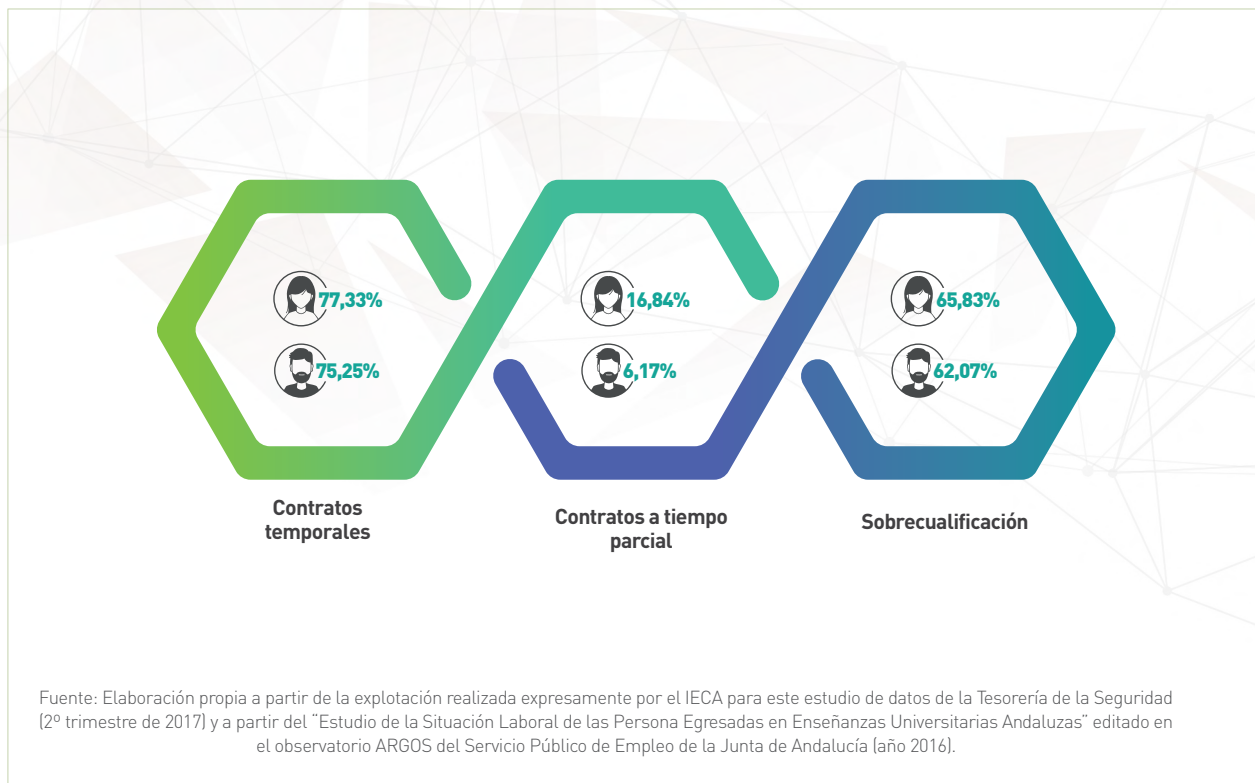 77,33%
75,25%
Contratos
temporales
16,84%
6,17%
Contratos a tiempo
parcial
65,83%
62,07%
Sobrecualificación
Fuente: Elaboración propia a partir de la explotación realizada expresamente por el IECA para este estudio de datos de la Tesorería de la Seguridad
(2º trimestre de 2017) y a partir del "Estudio de la Situación Laboral de las Persona Egresadas en Enseñanzas Universitarias Andaluzas" editado en
el observatorio ARGOS del Servicio Público de Empleo de la Junta de Andalucía (año 2016).